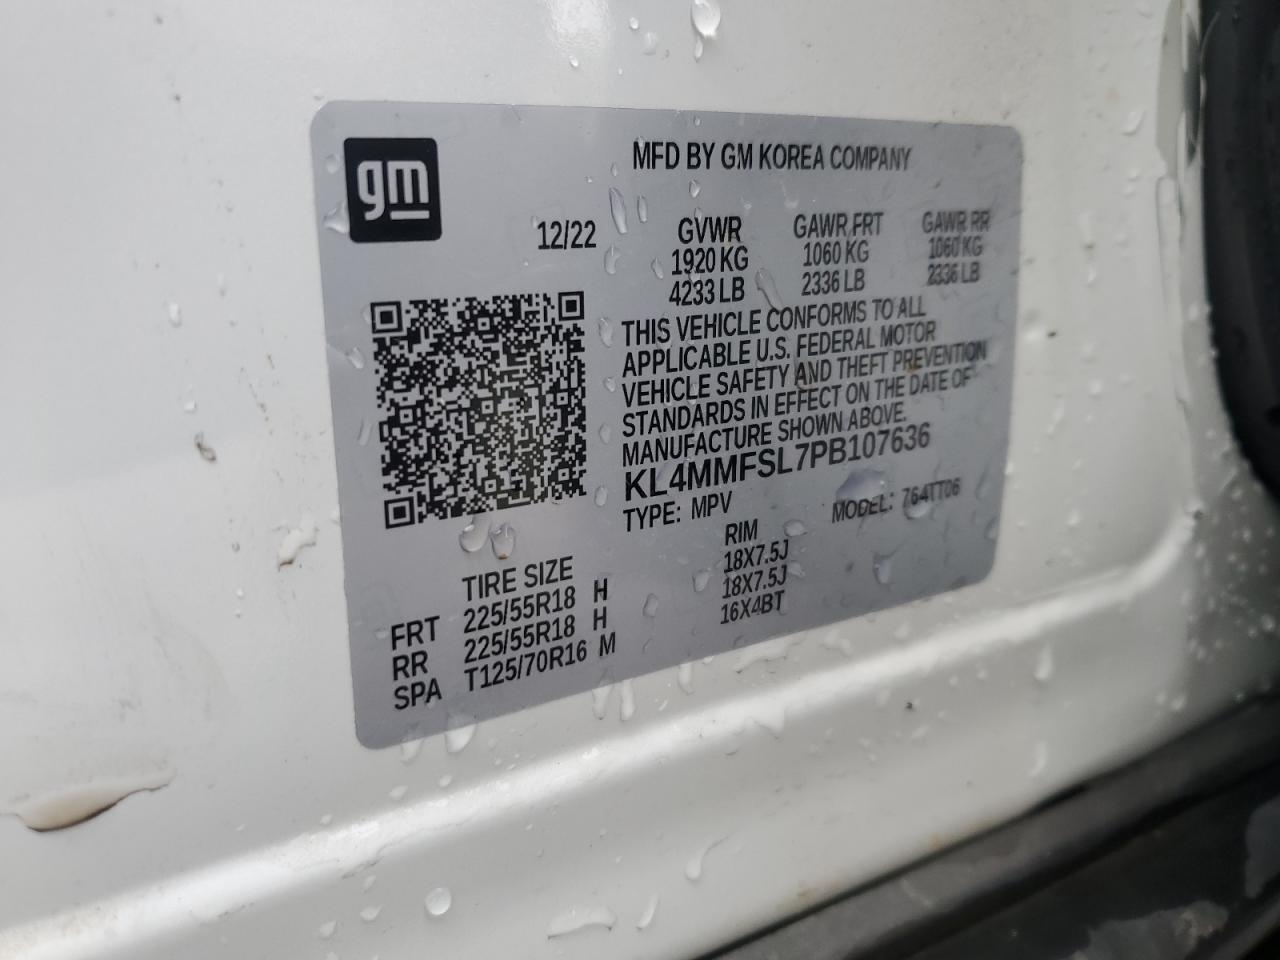 gm
MFD BY GM KOREA COMPANY
12/22
GVWR GAWR FRT GAWR RR
1920 KG 1060 KG 1060 KG
4233 LB 2336 LB 2336 LB
THIS VEHICLE CONFORMS TO ALL
APPLICABLE U.S. FEDERAL MOTOR
VEHICLE SAFETY AND THEFT PREVENTION
STANDARDS IN EFFECT ON THE DATE OF
MANUFACTURE SHOWN ABOVE.
KL4MMFSL7PB107636
TYPE: MPV MODEL: 764TT06
TIRE SIZE RIM
FRT 225/55R18 H 18X7.5J
RR 225/55R18 H 18X7.5J
SPA T125/70R16 M 16X4BT